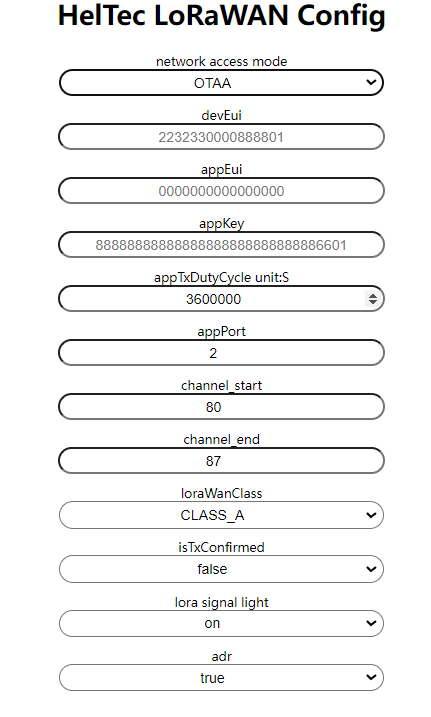 HelTec LoRaWAN Config
network access mode
OTAA
devEui
2232330000888801
appEui
0000000000000000
appKey
88888888888888888888888888886601
appTxDutyCycle unit:S
3600000
appPort
2
channel_start
80
channel_end
87
loraWanClass
CLASS_A
isTxConfirmed
false
lora signal light
on
adr
true